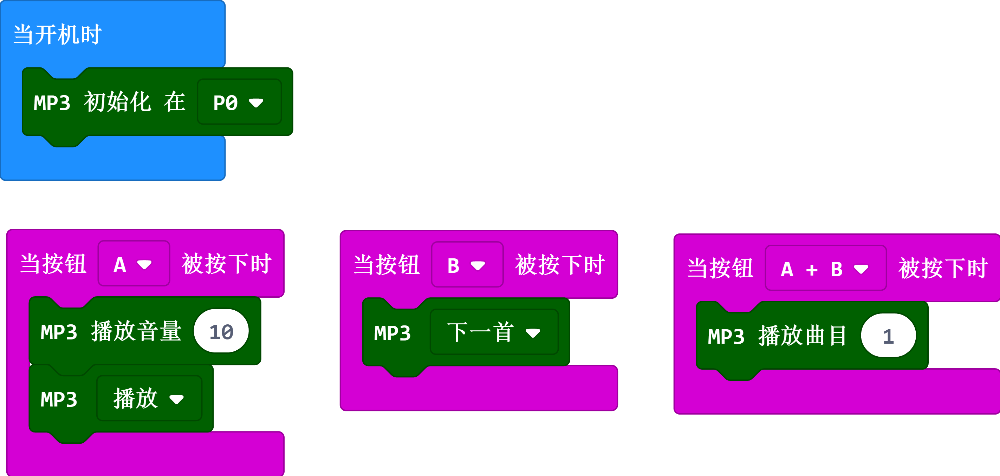 当开机时
MP3 初始化 在 P0
当按钮 A 被按下时
MP3 播放音量 10
MP3 播放
当按钮 B 被按下时
MP3 下一首
当按钮 A + B 被按下时
MP3 播放曲目 1